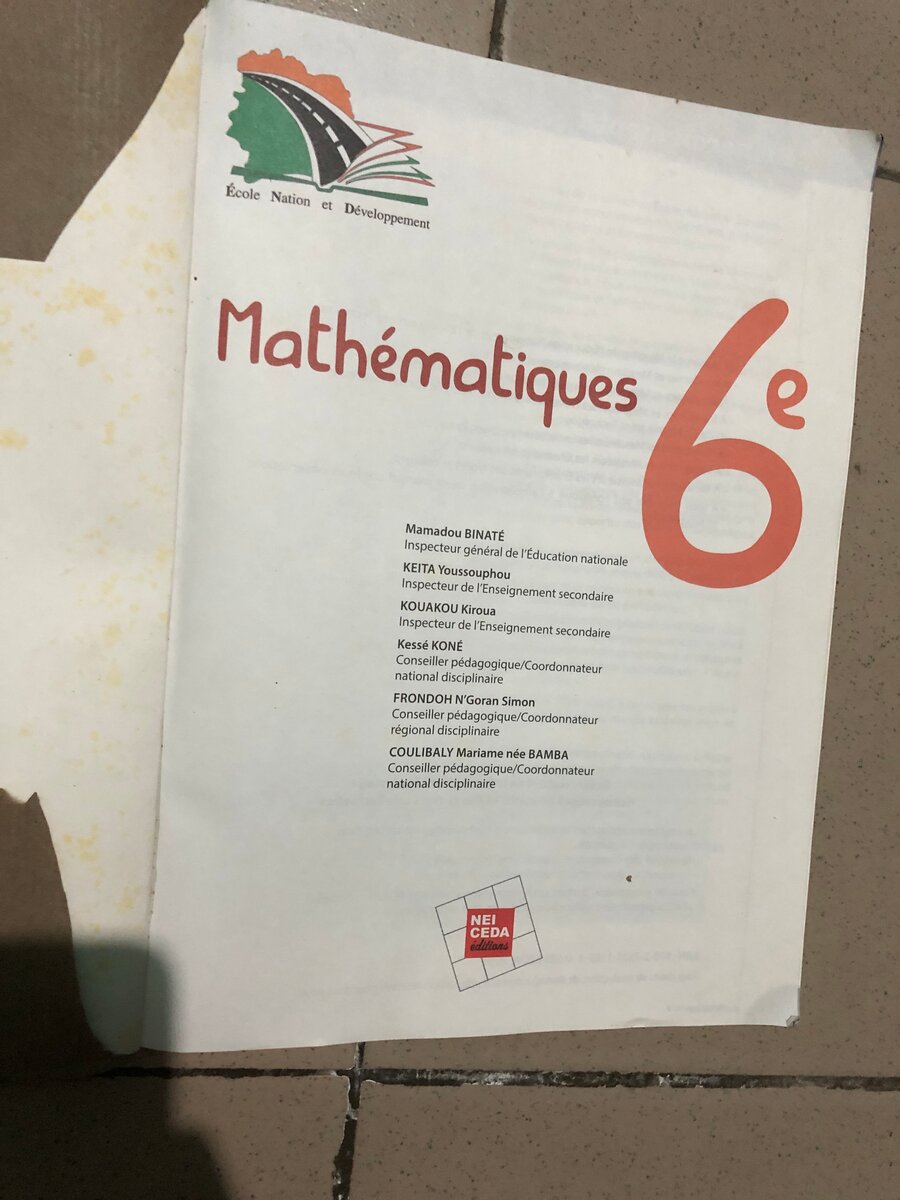 École Nation et Développement
Mathématiques
6e
Mamadou BINATÉ
Inspecteur général de l'Éducation nationale
KEITA Youssouphou
Inspecteur de l'Enseignement secondaire
KOUAKOU Kiroua
Inspecteur de l'Enseignement secondaire
Kessé KONÉ
Conseiller pédagogique/Coordonnateur
national disciplinaire
FRONDOH N'Goran Simon
Conseiller pédagogique/Coordonnateur
régional disciplinaire
COULIBALY Mariame née BAMBA
Conseiller pédagogique/Coordonnateur
national disciplinaire
NEI
CEDA
éditions